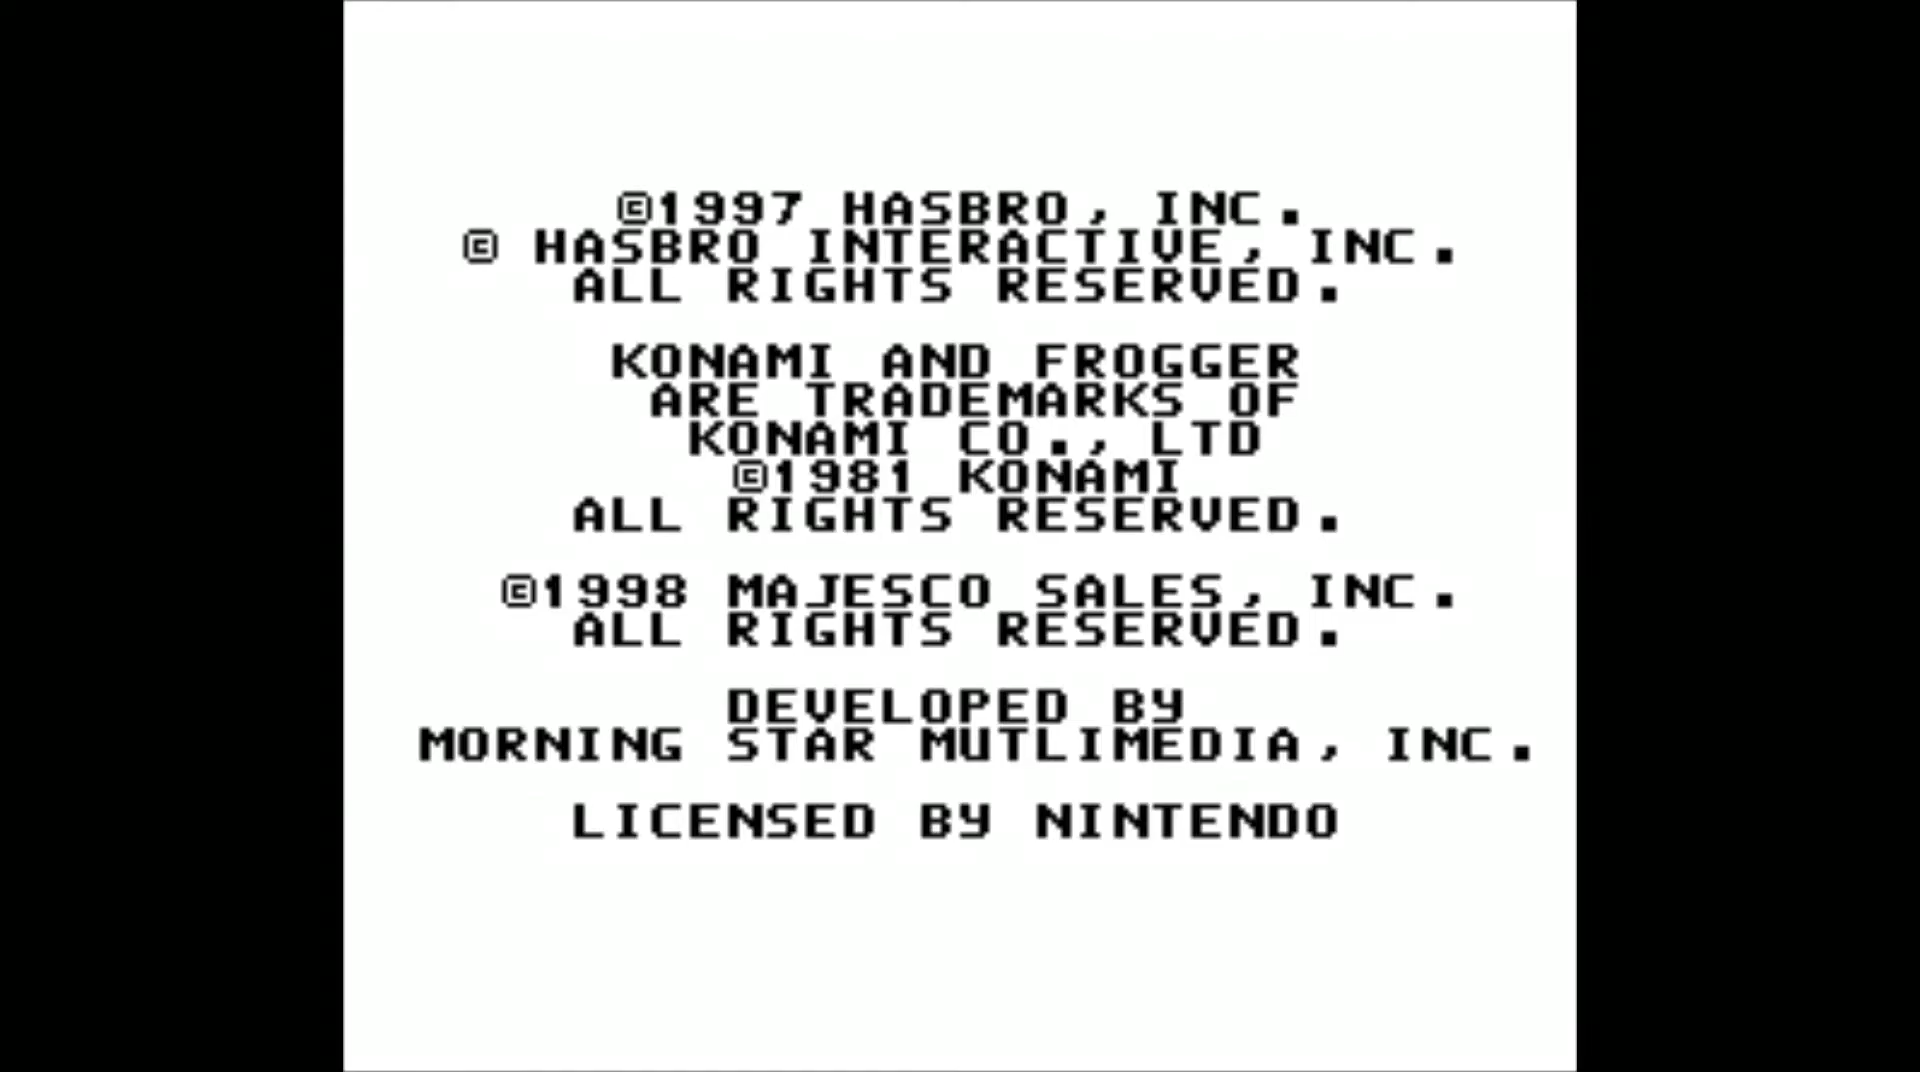 ©1997 HASBRO, INC.
© HASBRO INTERACTIVE, INC.
ALL RIGHTS RESERVED.
KONAMI AND FROGGER
ARE TRADEMARKS OF
KONAMI CO., LTD
©1981 KONAMI
ALL RIGHTS RESERVED.
©1998 MAJESCO SALES, INC.
ALL RIGHTS RESERVED.
DEVELOPED BY
MORNING STAR MUTLIMEDIA, INC.
LICENSED BY NINTENDO